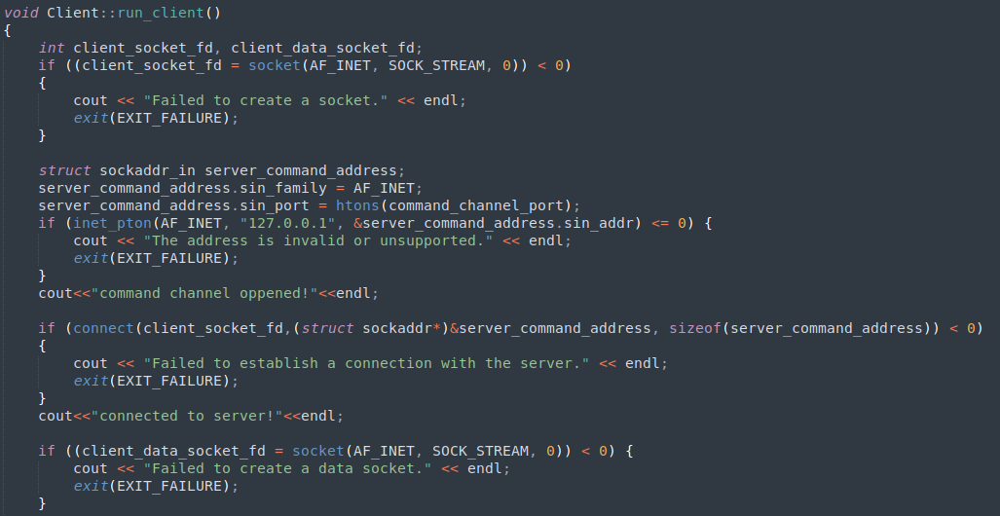 void Client::run_client()
{
    int client_socket_fd, client_data_socket_fd;
    if ((client_socket_fd = socket(AF_INET, SOCK_STREAM, 0)) < 0)
    {
        cout << "Failed to create a socket." << endl;
        exit(EXIT_FAILURE);
    }

    struct sockaddr_in server_command_address;
    server_command_address.sin_family = AF_INET;
    server_command_address.sin_port = htons(command_channel_port);
    if (inet_pton(AF_INET, "127.0.0.1", &server_command_address.sin_addr) <= 0) {
        cout << "The address is invalid or unsupported." << endl;
        exit(EXIT_FAILURE);
    }
    cout<<"command channel oppened!"<<endl;

    if (connect(client_socket_fd,(struct sockaddr*)&server_command_address, sizeof(server_command_address)) < 0)
    {
        cout << "Failed to establish a connection with the server." << endl;
        exit(EXIT_FAILURE);
    }
    cout<<"connected to server!"<<endl;

    if ((client_data_socket_fd = socket(AF_INET, SOCK_STREAM, 0)) < 0) {
        cout << "Failed to create a data socket." << endl;
        exit(EXIT_FAILURE);
    }